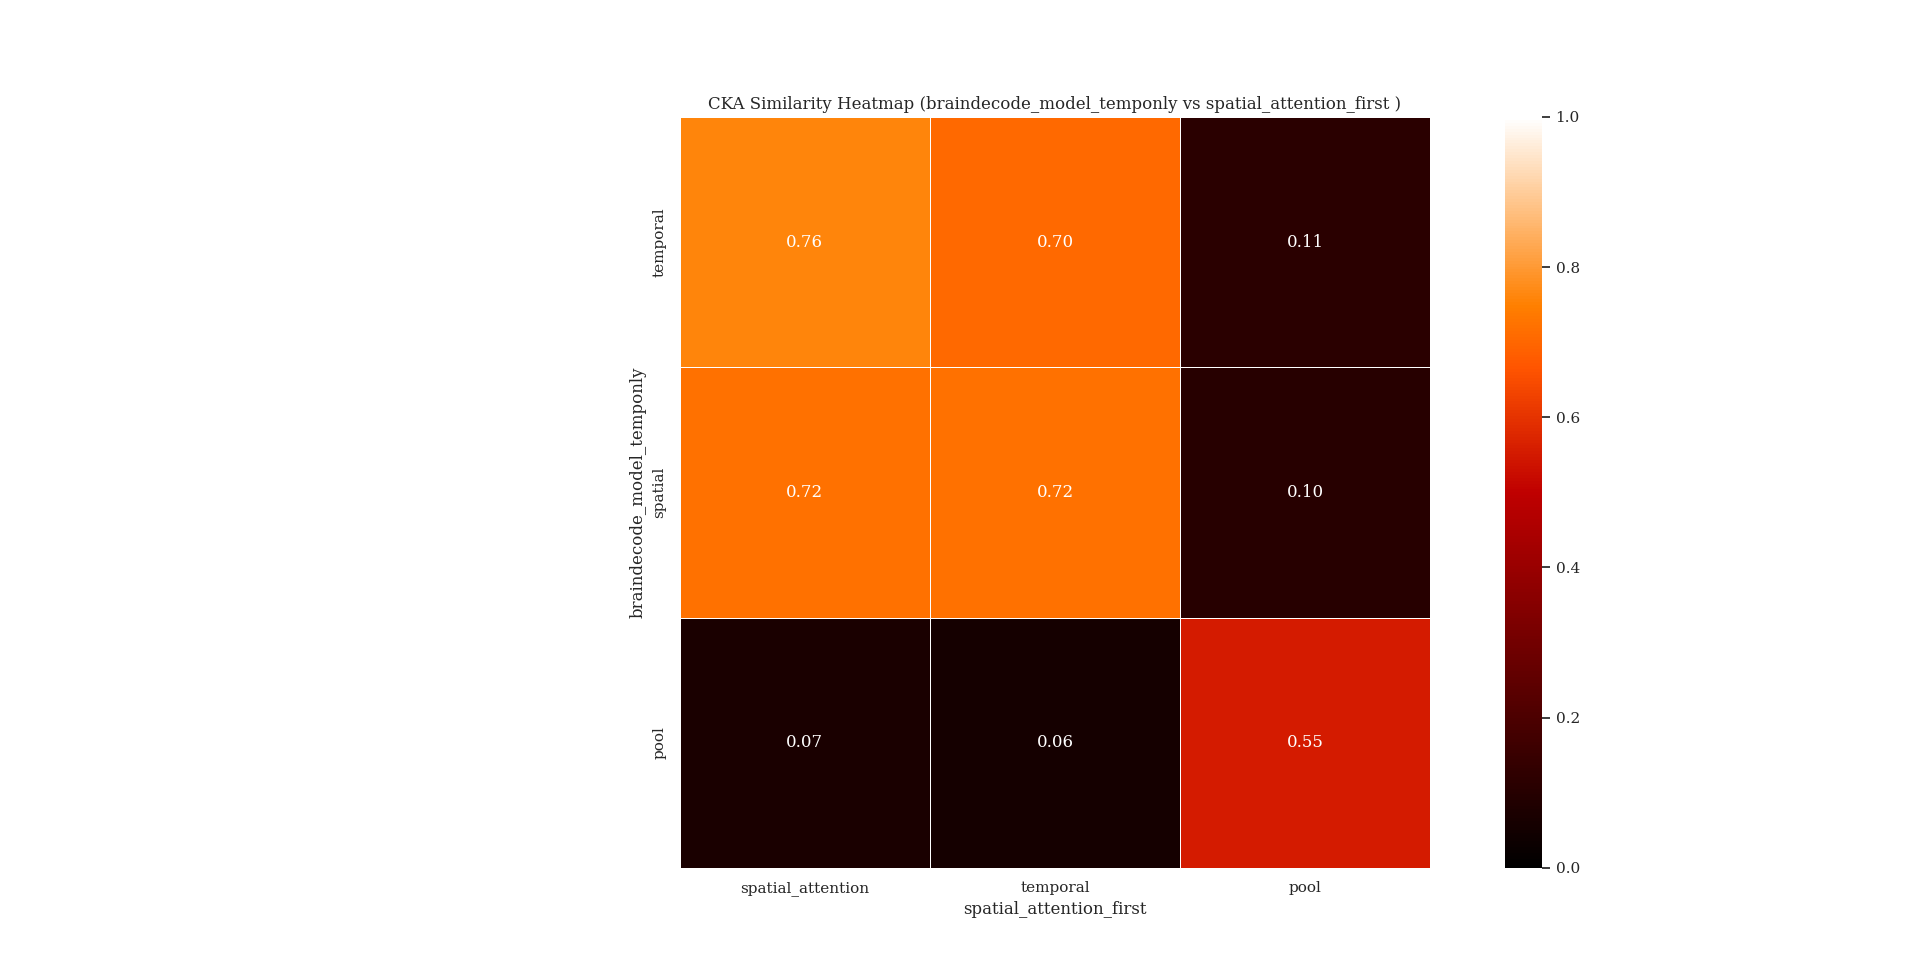 CKA Similarity Heatmap (braindecode_model_temponly vs spatial_attention_first )
braindecode_model_temponly
temporal
spatial
pool
0.76 0.70 0.11
0.72 0.72 0.10
0.07 0.06 0.55
spatial_attention temporal pool
spatial_attention_first
1.0
0.8
0.6
0.4
0.2
0.0